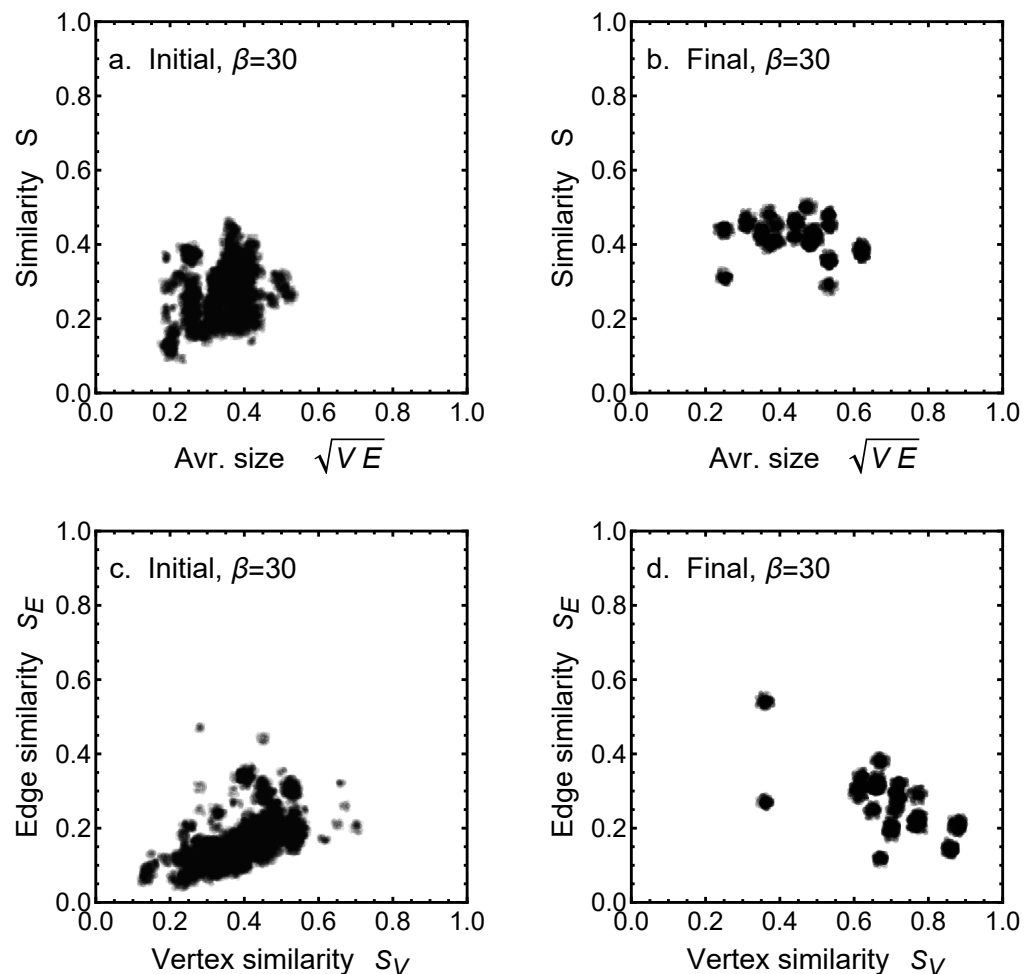 a. Initial, β=30
1.0
0.8
0.6
0.4
0.2
0.0
Similarity S
0.0 0.2 0.4 0.6 0.8 1.0
Avr. size √V E
b. Final, β=30
1.0
0.8
0.6
0.4
0.2
0.0
Similarity S
0.0 0.2 0.4 0.6 0.8 1.0
Avr. size √V E
c. Initial, β=30
1.0
0.8
0.6
0.4
0.2
0.0
Edge similarity S_E
0.0 0.2 0.4 0.6 0.8 1.0
Vertex similarity S_V
d. Final, β=30
1.0
0.8
0.6
0.4
0.2
0.0
Edge similarity S_E
0.0 0.2 0.4 0.6 0.8 1.0
Vertex similarity S_V